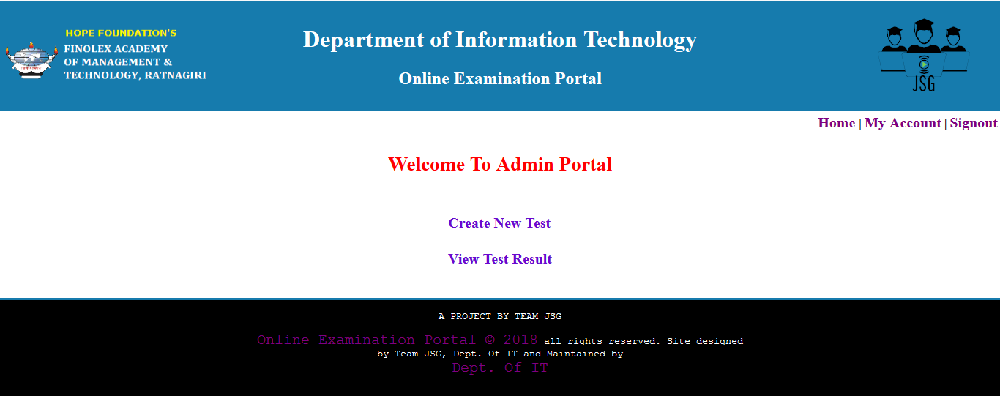 HOPE FOUNDATION'S
FINOLEX ACADEMY
OF MANAGEMENT &
TECHNOLOGY, RATNAGIRI
Department of Information Technology
Online Examination Portal
JSG
Home | My Account | Signout
Welcome To Admin Portal
Create New Test
View Test Result
A PROJECT BY TEAM JSG
Online Examination Portal © 2018 all rights reserved. Site designed
by Team JSG, Dept. Of IT and Maintained by
Dept. Of IT